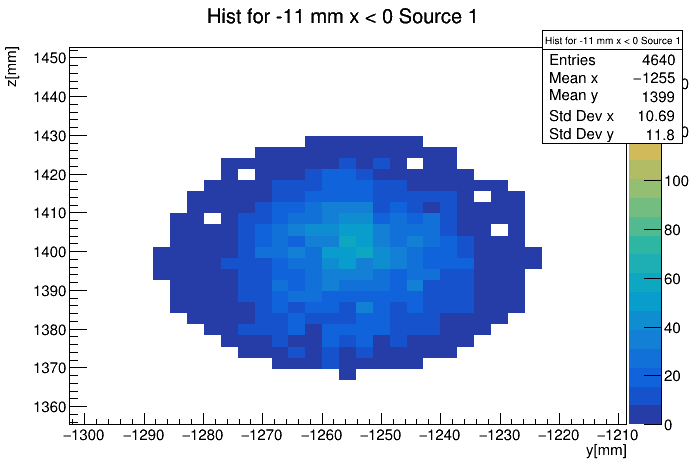 Hist for -11 mm x < 0 Source 1
Hist for -11 mm x < 0 Source 1
Entries 4640
Mean x −1255
Mean y 1399
Std Dev x 10.69
Std Dev y 11.8
z[mm]
1450
1440
1430
1420
1410
1400
1390
1380
1370
1360
−1300 −1290 −1280 −1270 −1260 −1250 −1240 −1230 −1220 −1210
y[mm]
100
80
60
40
20
0